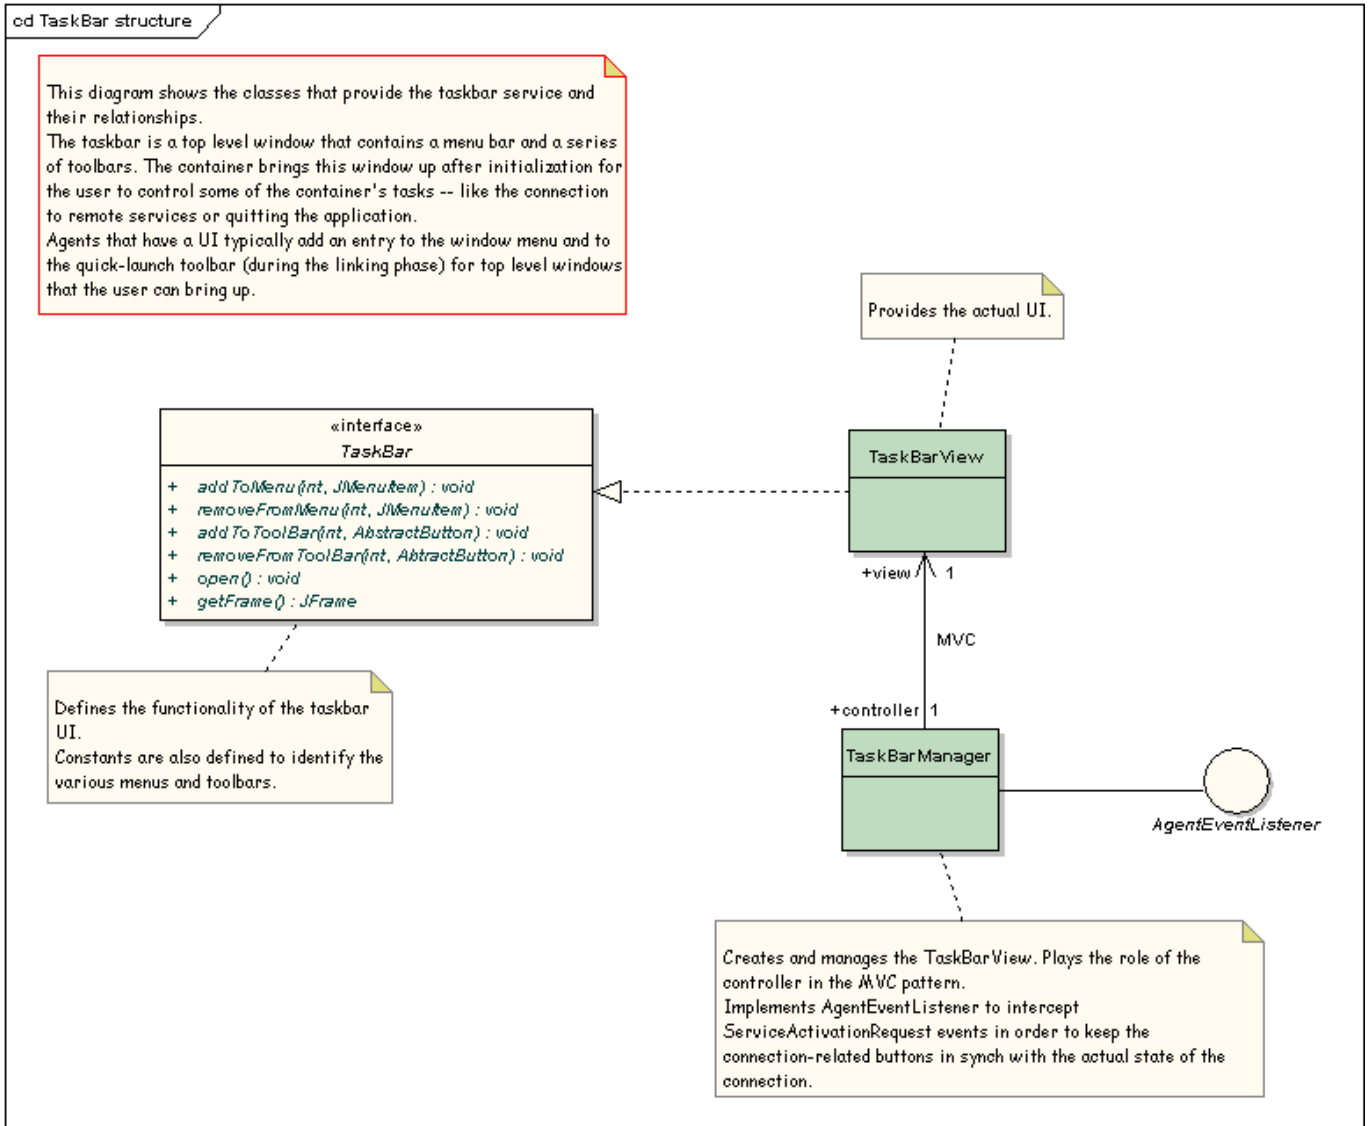 cd TaskBar structure
This diagram shows the classes that provide the taskbar service and
their relationships.
The taskbar is a top level window that contains a menu bar and a series
of toolbars. The container brings this window up after initialization for
the user to control some of the container's tasks -- like the connection
to remote services or quitting the application.
Agents that have a UI typically add an entry to the window menu and to
the quick-launch toolbar (during the linking phase) for top level windows
that the user can bring up.
Provides the actual UI.
«interface»
TaskBar
+ addToMenu(int, JMenuItem) : void
+ removeFromMenu(int, JMenuItem) : void
+ addToToolBar(int, AbstractButton) : void
+ removeFromToolBar(int, AbtractButton) : void
+ open() : void
+ getFrame() : JFrame
TaskBarView
+view 1
MVC
+controller 1
Defines the functionality of the taskbar
UI.
Constants are also defined to identify the
various menus and toolbars.
TaskBarManager
AgentEventListener
Creates and manages the TaskBarView. Plays the role of the
controller in the MVC pattern.
Implements AgentEventListener to intercept
ServiceActivationRequest events in order to keep the
connection-related buttons in synch with the actual state of the
connection.